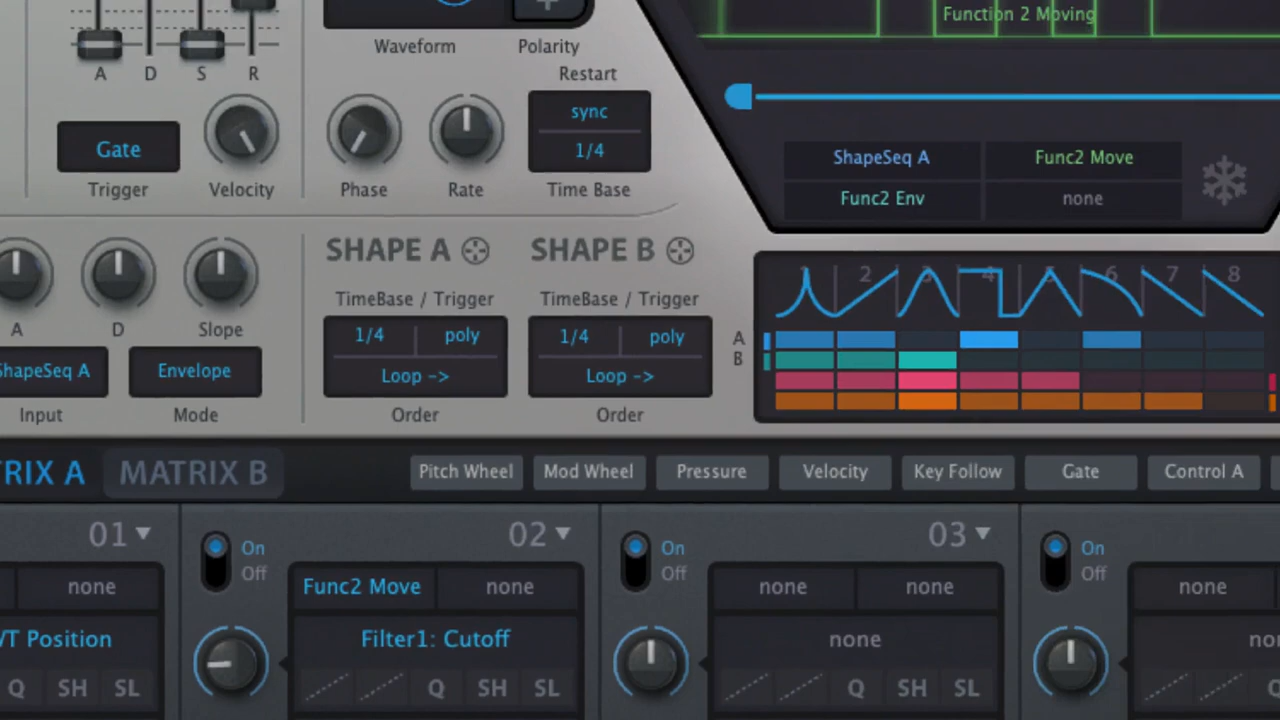 Function 2 Moving
Waveform Polarity
A D S R
Restart
sync
1/4
Gate
Trigger Velocity Phase Rate Time Base
ShapeSeq A Func2 Move
Func2 Env none
SHAPE A SHAPE B
TimeBase / Trigger TimeBase / Trigger
1 2 3 4 5 6 7 8
A D Slope
1/4 poly 1/4 poly
A
B
ShapeSeq A Envelope Loop -> Loop ->
Input Mode Order Order
TRIX A MATRIX B Pitch Wheel Mod Wheel Pressure Velocity Key Follow Gate Control A
01 02 03
On On On
Off Off Off
none Func2 Move none none none none
VT Position Filter1: Cutoff none
Q SH SL Q SH SL Q SH SL